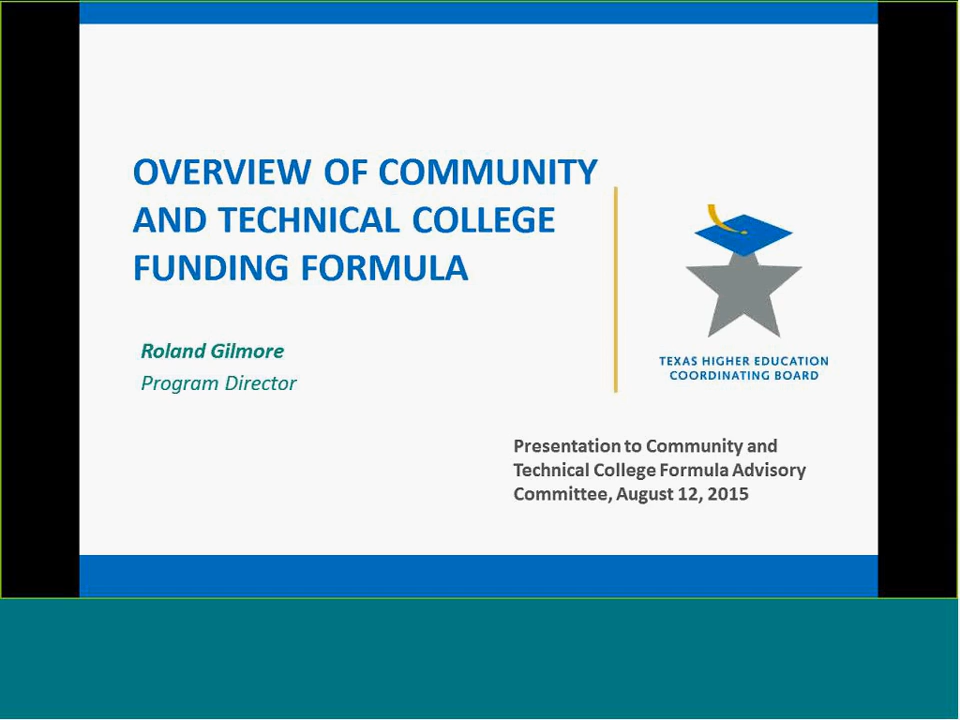 OVERVIEW OF COMMUNITY
AND TECHNICAL COLLEGE
FUNDING FORMULA
Roland Gilmore
Program Director
TEXAS HIGHER EDUCATION
COORDINATING BOARD
Presentation to Community and
Technical College Formula Advisory
Committee, August 12, 2015